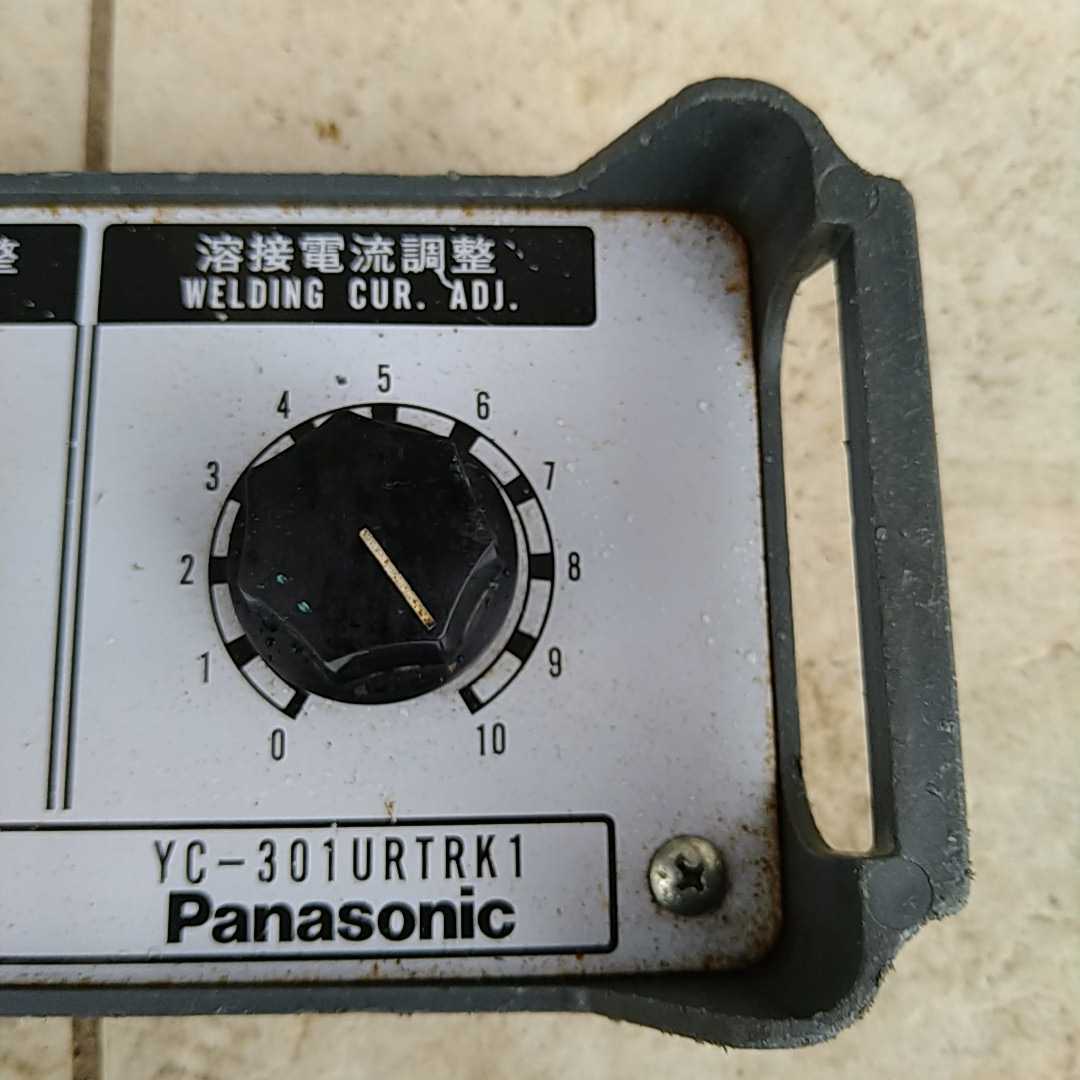 整
溶接電流調整
WELDING CUR. ADJ.
5
4
6
3
7
2
8
1
9
0
10
YC-301URTRK1
Panasonic